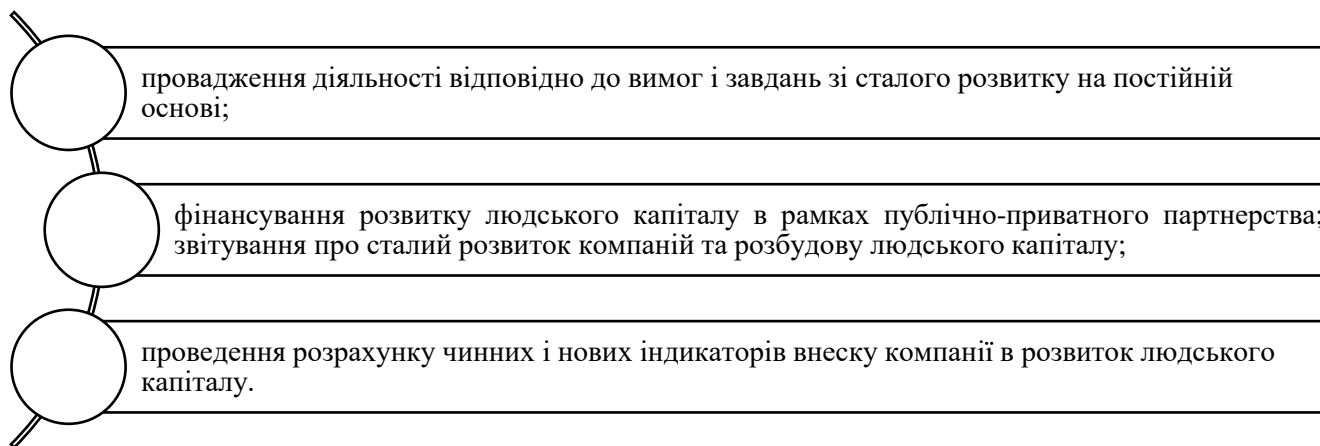 провадження діяльності відповідно до вимог і завдань зі сталого розвитку на постійній
основі;
фінансування розвитку людського капіталу в рамках публічно-приватного партнерства;
звітування про сталий розвиток компаній та розбудову людського капіталу;
проведення розрахунку чинних і нових індикаторів внеску компанії в розвиток людського
капіталу.